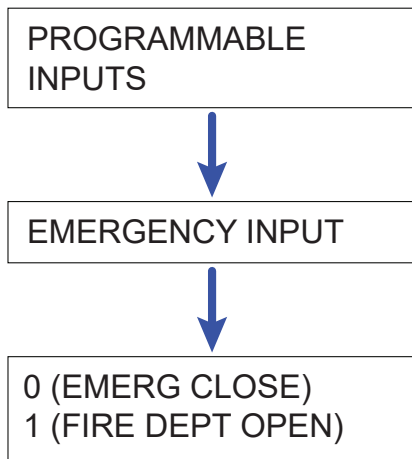 PROGRAMMABLE
INPUTS
EMERGENCY INPUT
0 (EMERG CLOSE)
1 (FIRE DEPT OPEN)